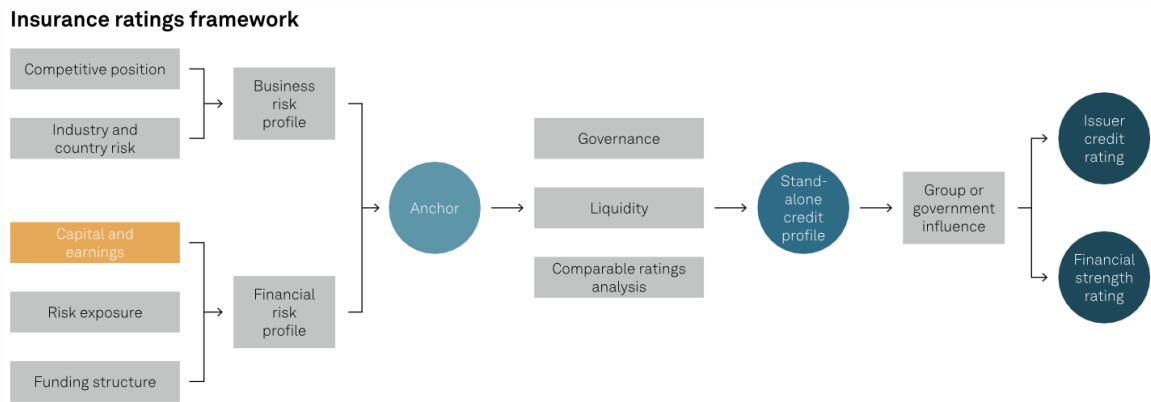 Insurance ratings framework
Competitive position
Industry and
country risk
Business
risk
profile
Capital and
earnings
Risk exposure
Funding structure
Financial
risk
profile
Anchor
Governance
Liquidity
Comparable ratings
analysis
Stand-
alone
credit
profile
Group or
government
influence
Issuer
credit
rating
Financial
strength
rating